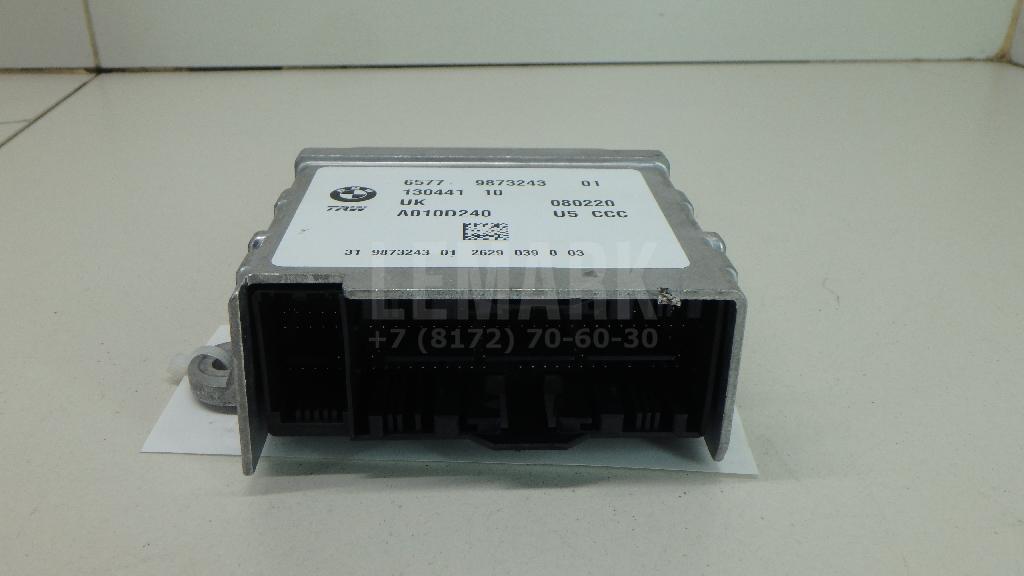 BMW
6577 - 9873243 01
130441 10
TRW UK 080220
A010D240 U5 CCC
31 9873243 01 2629 039 0 03
LEMARK
+7 (8172) 70-60-30